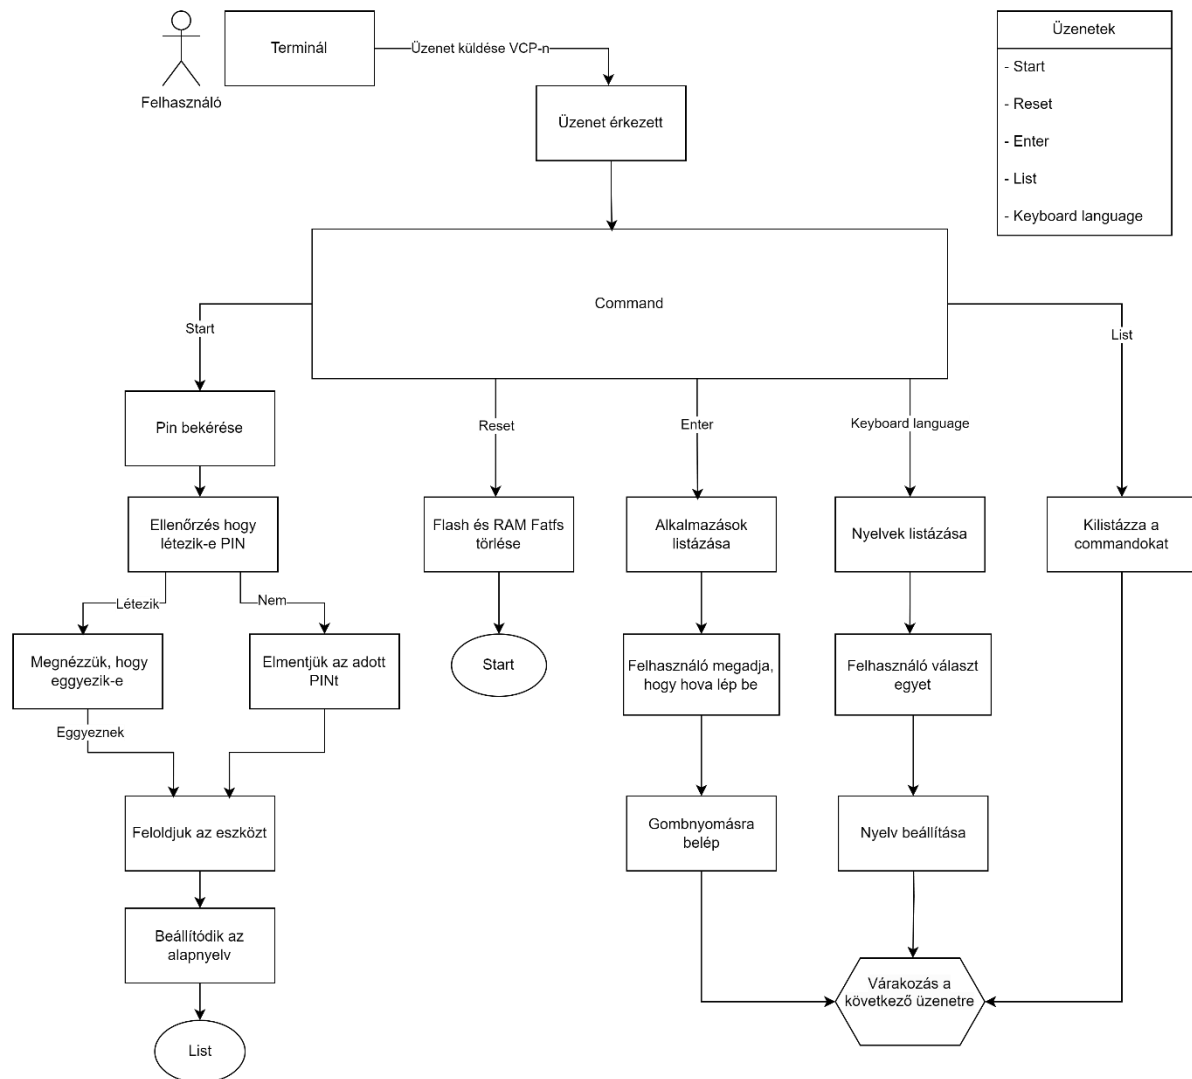 Felhasználó
Terminál
Üzenet küldése VCP-n
Üzenet érkezett
Üzenetek
- Start
- Reset
- Enter
- List
- Keyboard language
Command
Start
Reset
Enter
Keyboard language
List
Pin bekérése
Ellenőrzés hogy
létezik-e PIN
Létezik
Nem
Megnézzük, hogy
eggyezik-e
Elmentjük az adott
PINt
Eggyeznek
Feloldjuk az eszközt
Beállítódik az
alapnyelv
List
Flash és RAM Fatfs
törlése
Start
Alkalmazások
listázása
Felhasználó megadja,
hogy hova lép be
Gombnyomásra
belép
Nyelvek listázása
Felhasználó választ
egyet
Nyelv beállítása
Kilistázza a
commandokat
Várakozás a
következő üzenetre